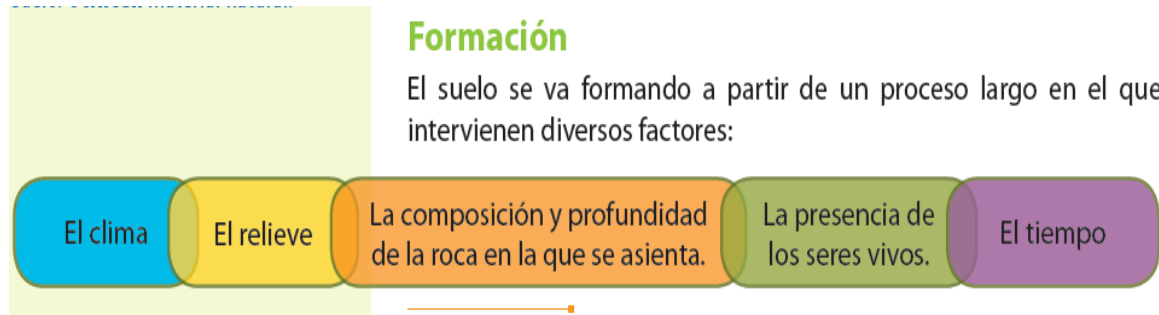 Formación
El suelo se va formando a partir de un proceso largo en el que
intervienen diversos factores:
El clima
El relieve
La composición y profundidad
de la roca en la que se asienta.
La presencia de
los seres vivos.
El tiempo